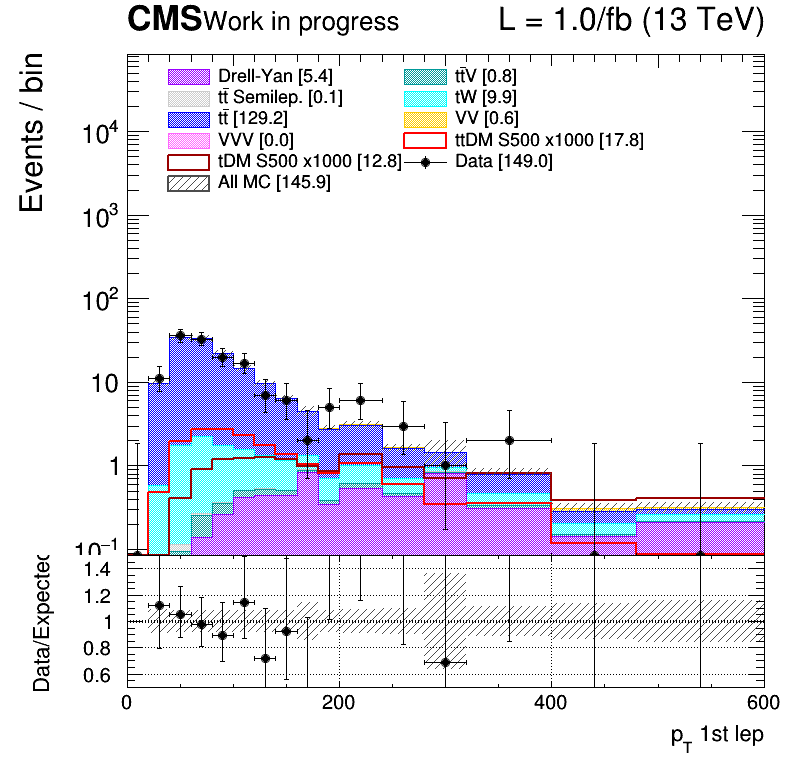 CMS Work in progress L = 1.0/fb (13 TeV)
Events / bin
Drell-Yan [5.4] tt̄V [0.8]
tt̄ Semilep. [0.1] tW [9.9]
tt̄ [129.2] VV [0.6]
VVV [0.0] ttDM S500 x1000 [17.8]
tDM S500 x1000 [12.8] Data [149.0]
All MC [145.9]
10⁴
10³
10²
10
1
10⁻¹
Data/Expected
1.4
1.2
1
0.8
0.6
0 200 400 600
p_T 1st lep